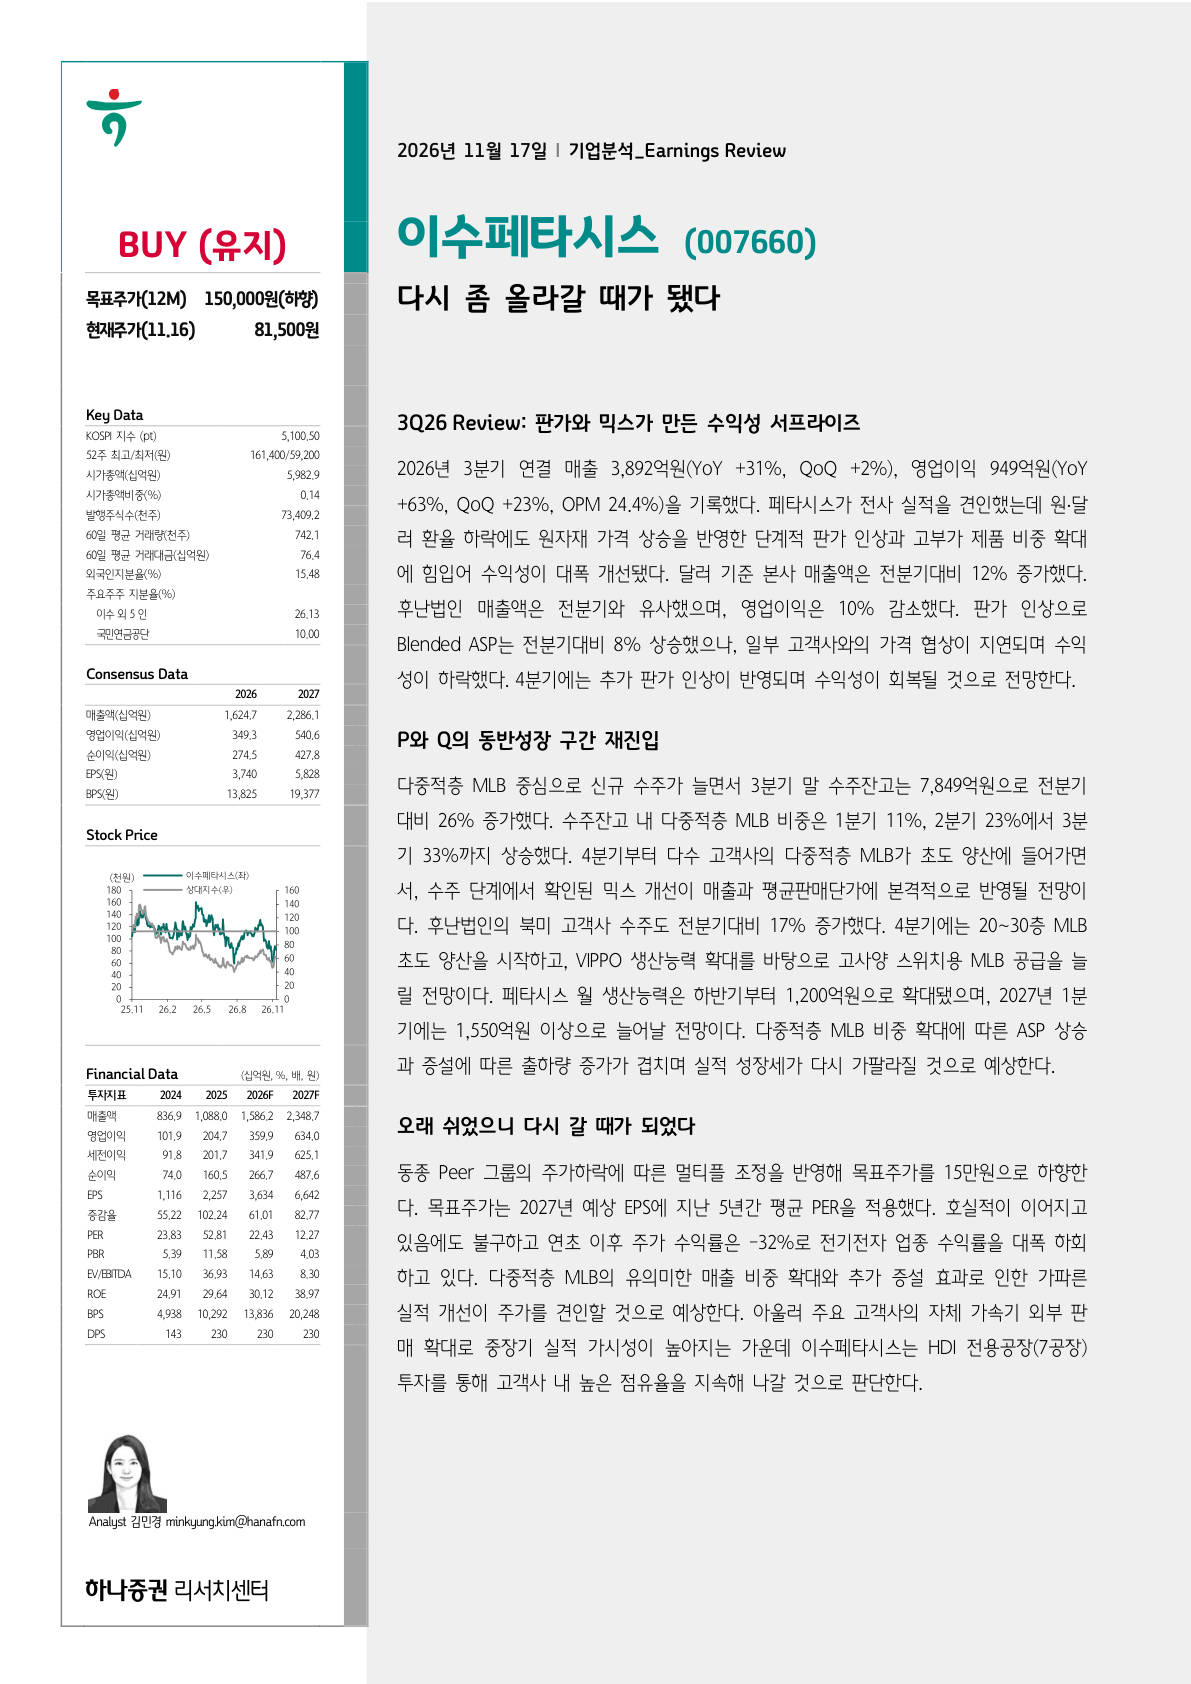 2026년 11월 17일 | 기업분석_Earnings Review
이수페타시스 (007660)
다시 좀 올라갈 때가 됐다
BUY (유지)
목표주가(12M) 150,000원(하향)
현재주가(11.16) 81,500원
Key Data
KOSPI 지수 (pt) 5,100.50
52주 최고/최저(원) 161,400/59,200
시가총액(십억원) 5,982.9
시가총액비중(%) 0.14
발행주식수(천주) 73,409.2
60일 평균 거래량(천주) 742.1
60일 평균 거래대금(십억원) 76.4
외국인지분율(%) 15.48
주요주주 지분율(%)
이수 외 5 인 26.13
국민연금공단 10.00
Consensus Data
2026 2027
매출액(십억원) 1,624.7 2,286.1
영업이익(십억원) 349.3 540.6
순이익(십억원) 274.5 427.8
EPS(원) 3,740 5,828
BPS(원) 13,825 19,377
Stock Price
(천원) 이수페타시스(좌)
상대지수(우)
180 160
160 140
140 120
120 100
100 80
80 60
60 40
40 20
20 0
0
25.11 26.2 26.5 26.8 26.11
Financial Data (십억원, %, 배, 원)
투자지표 2024 2025 2026F 2027F
매출액 836.9 1,088.0 1,586.2 2,348.7
영업이익 101.9 204.7 359.9 634.0
세전이익 91.8 201.7 341.9 625.1
순이익 74.0 160.5 266.7 487.6
EPS 1,116 2,257 3,634 6,642
증감율 55.22 102.24 61.01 82.77
PER 23.83 52.81 22.43 12.27
PBR 5.39 11.58 5.89 4.03
EV/EBITDA 15.10 36.93 14.63 8.30
ROE 24.91 29.64 30.12 38.97
BPS 4,938 10,292 13,836 20,248
DPS 143 230 230 230
Analyst 김민경 minkyung.kim@hanafn.com
하나증권 리서치센터
3Q26 Review: 판가와 믹스가 만든 수익성 서프라이즈
2026년 3분기 연결 매출 3,892억원(YoY +31%, QoQ +2%), 영업이익 949억원(YoY
+63%, QoQ +23%, OPM 24.4%)을 기록했다. 페타시스가 전사 실적을 견인했는데 원·달
러 환율 하락에도 원자재 가격 상승을 반영한 단계적 판가 인상과 고부가 제품 비중 확대
에 힘입어 수익성이 대폭 개선됐다. 달러 기준 본사 매출액은 전분기대비 12% 증가했다.
후난법인 매출액은 전분기와 유사했으며, 영업이익은 10% 감소했다. 판가 인상으로
Blended ASP는 전분기대비 8% 상승했으나, 일부 고객사와의 가격 협상이 지연되며 수익
성이 하락했다. 4분기에는 추가 판가 인상이 반영되며 수익성이 회복될 것으로 전망한다.
P와 Q의 동반성장 구간 재진입
다중적층 MLB 중심으로 신규 수주가 늘면서 3분기 말 수주잔고는 7,849억원으로 전분기
대비 26% 증가했다. 수주잔고 내 다중적층 MLB 비중은 1분기 11%, 2분기 23%에서 3분
기 33%까지 상승했다. 4분기부터 다수 고객사의 다중적층 MLB가 초도 양산에 들어가면
서, 수주 단계에서 확인된 믹스 개선이 매출과 평균판매단가에 본격적으로 반영될 전망이
다. 후난법인의 북미 고객사 수주도 전분기대비 17% 증가했다. 4분기에는 20~30층 MLB
초도 양산을 시작하고, VIPPO 생산능력 확대를 바탕으로 고사양 스위치용 MLB 공급을 늘
릴 전망이다. 페타시스 월 생산능력은 하반기부터 1,200억원으로 확대됐으며, 2027년 1분
기에는 1,550억원 이상으로 늘어날 전망이다. 다중적층 MLB 비중 확대에 따른 ASP 상승
과 증설에 따른 출하량 증가가 겹치며 실적 성장세가 다시 가팔라질 것으로 예상한다.
오래 쉬었으니 다시 갈 때가 되었다
동종 Peer 그룹의 주가하락에 따른 멀티플 조정을 반영해 목표주가를 15만원으로 하향한
다. 목표주가는 2027년 예상 EPS에 지난 5년간 평균 PER을 적용했다. 호실적이 이어지고
있음에도 불구하고 연초 이후 주가 수익률은 -32%로 전기전자 업종 수익률을 대폭 하회
하고 있다. 다중적층 MLB의 유의미한 매출 비중 확대와 추가 증설 효과로 인한 가파른
실적 개선이 주가를 견인할 것으로 예상한다. 아울러 주요 고객사의 자체 가속기 외부 판
매 확대로 중장기 실적 가시성이 높아지는 가운데 이수페타시스는 HDI 전용공장(7공장)
투자를 통해 고객사 내 높은 점유율을 지속해 나갈 것으로 판단한다.